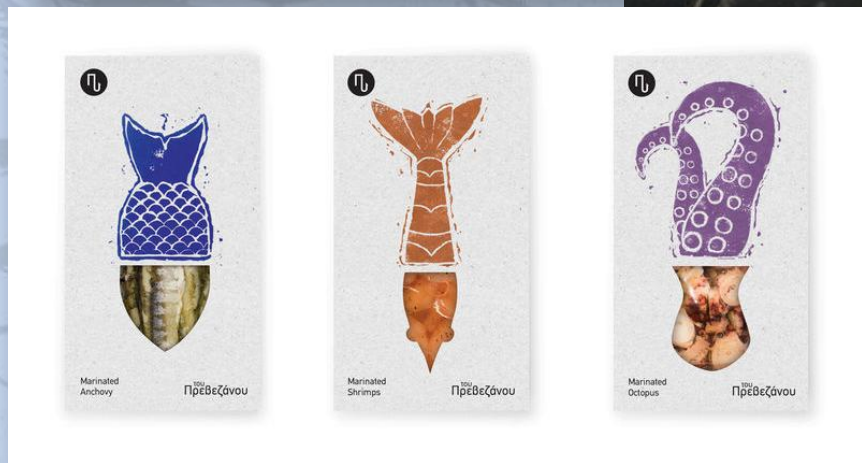 Marinated
Anchovy
του
Πρεβεζάνου
Marinated
Shrimps
του
Πρεβεζάνου
Marinated
Octopus
του
Πρεβεζάνου